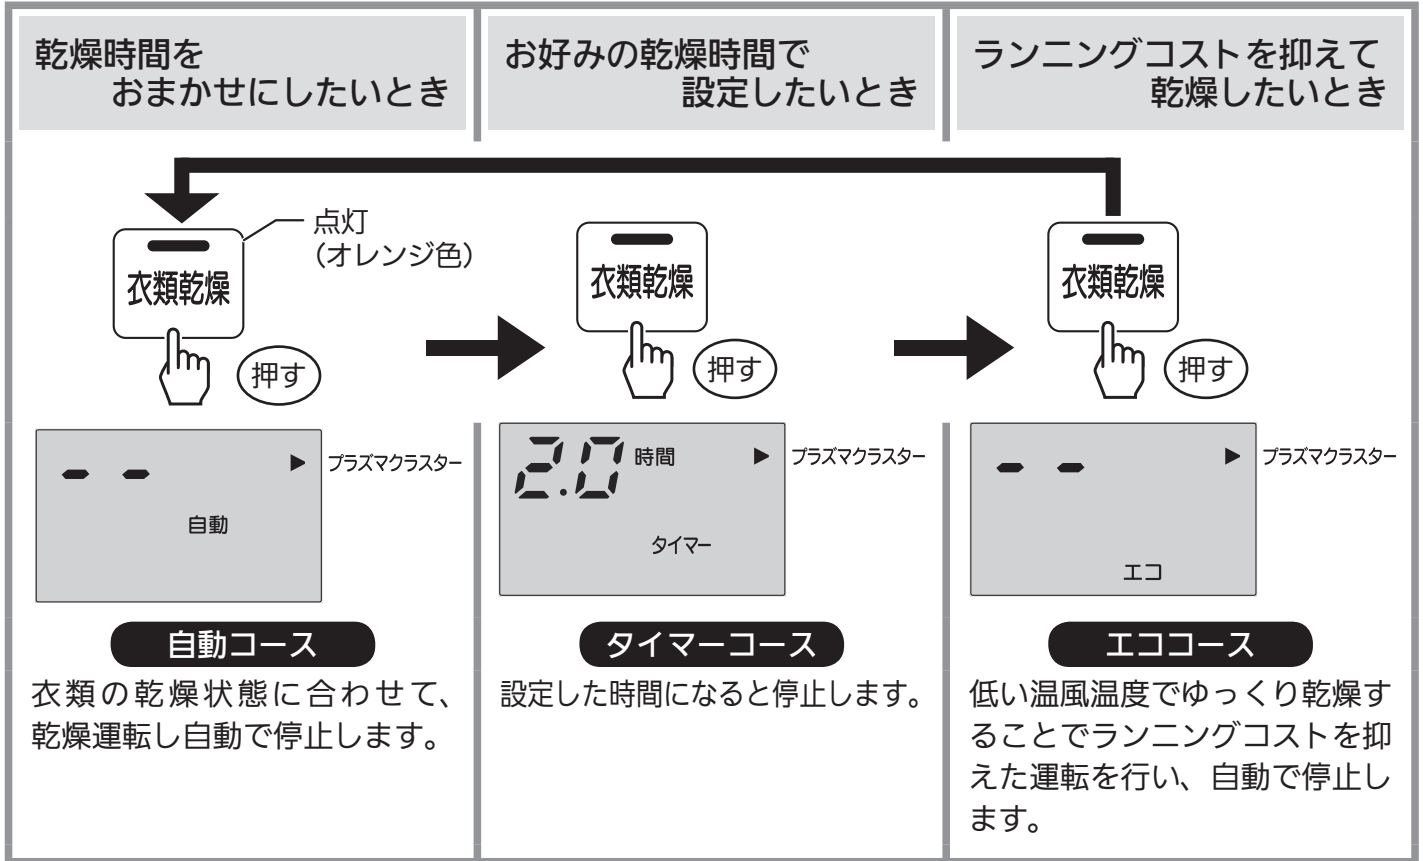 乾燥時間を
おまかせにしたいとき
お好みの乾燥時間で
設定したいとき
ランニングコストを抑えて
乾燥したいとき
点灯
(オレンジ色)
衣類乾燥
押す
衣類乾燥
押す
衣類乾燥
押す
プラズマクラスター
自動
2.0 時間
プラズマクラスター
タイマー
プラズマクラスター
エコ
自動コース
衣類の乾燥状態に合わせて、
乾燥運転し自動で停止します。
タイマーコース
設定した時間になると停止します。
エココース
低い温風温度でゆっくり乾燥す
ることでランニングコストを抑
えた運転を行い、自動で停止し
ます。